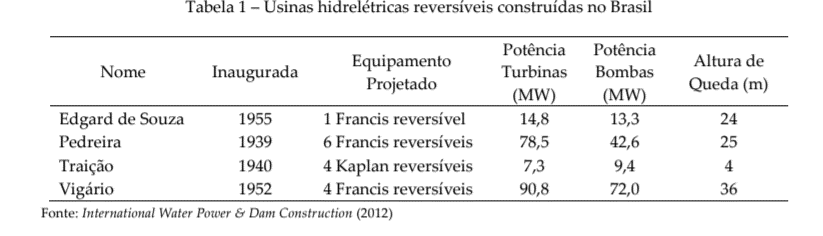 Tabela 1 – Usinas hidrelétricas reversíveis construídas no Brasil
Nome Inaugurada Equipamento Projetado Potência Turbinas (MW) Potência Bombas (MW) Altura de Queda (m)
Edgard de Souza 1955 1 Francis reversível 14,8 13,3 24
Pedreira 1939 6 Francis reversíveis 78,5 42,6 25
Traição 1940 4 Kaplan reversíveis 7,3 9,4 4
Vigário 1952 4 Francis reversíveis 90,8 72,0 36
Fonte: International Water Power & Dam Construction (2012)